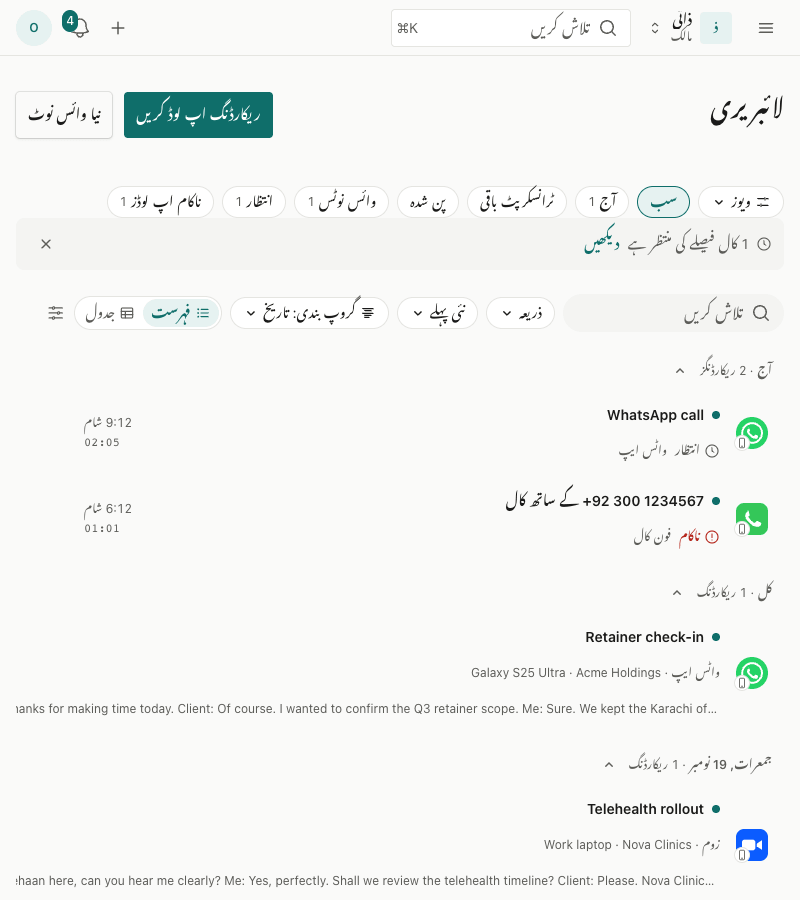 ذ
ذاتی
مالک
تلاش کریں
⌘K
4
O
لائبریری
ریکارڈنگ اپ لوڈ کریں
نیا وائس نوٹ
ویوز
سب
آج 1
ٹرانسکرپٹ باقی
پن شدہ
وائس نوٹس 1
انتظار 1
ناکام اپ لوڈز 1
1 کال فیصلے کی منتظر ہے دیکھیں
تلاش کریں
ذریعہ
نئی پہلے
گروپ بندی: تاریخ
فہرست
جدول
آج · 2 ریکارڈنگز
WhatsApp call
9:12 شام
انتظار واٹس ایپ
02:05
+92 300 1234567 کے ساتھ کال
6:12 شام
ناکام فون کال
01:01
کل · 1 ریکارڈنگ
Retainer check-in
واٹس ایپ · Galaxy S25 Ultra · Acme Holdings
hanks for making time today. Client: Of course. I wanted to confirm the Q3 retainer scope. Me: Sure. We kept the Karachi of…
جمعرات, 19 نومبر · 1 ریکارڈنگ
Telehealth rollout
زوم · Work laptop · Nova Clinics
ehaan here, can you hear me clearly? Me: Yes, perfectly. Shall we review the telehealth timeline? Client: Please. Nova Clinic…